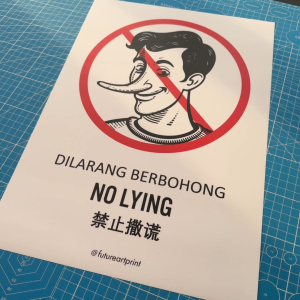 DILARANG BERBOHONG
NO LYING
禁止撒谎
@futureartprint